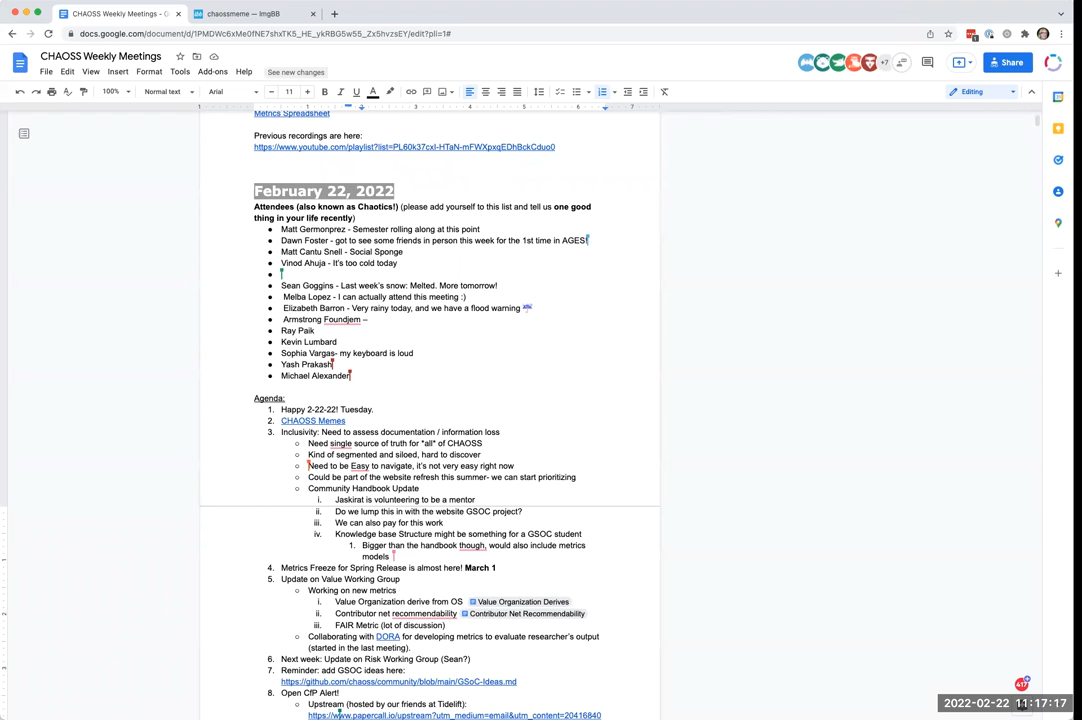 CHAOSS Weekly Meetings - G
chaossmeme — ImgBB
docs.google.com/document/d/1PMDWc6xMe0fNE7shxTK5_HE_ykRBG5w55_Zx5hvzsEY/edit?pli=1#
CHAOSS Weekly Meetings
File Edit View Insert Format Tools Add-ons Help See new changes
+7
Share
100% Normal text Arial 11
Editing
Metrics Spreadsheet
Previous recordings are here:
https://www.youtube.com/playlist?list=PL60k37cxI-HTaN-mFWXpxqEDhBckCduo0
February 22, 2022
Attendees (also known as Chaotics!) (please add yourself to this list and tell us one good
thing in your life recently)
Matt Germonprez - Semester rolling along at this point
Dawn Foster - got to see some friends in person this week for the 1st time in AGES!
Matt Cantu Snell - Social Sponge
Vinod Ahuja - It's too cold today
Sean Goggins - Last week's snow: Melted. More tomorrow!
Melba Lopez - I can actually attend this meeting :)
Elizabeth Barron - Very rainy today, and we have a flood warning
Armstrong Foundjem –
Ray Paik
Kevin Lumbard
Sophia Vargas- my keyboard is loud
Yash Prakash
Michael Alexander
Agenda:
1. Happy 2-22-22! Tuesday.
2. CHAOSS Memes
3. Inclusivity: Need to assess documentation / information loss
Need single source of truth for *all* of CHAOSS
Kind of segmented and siloed, hard to discover
Need to be Easy to navigate, it's not very easy right now
Could be part of the website refresh this summer- we can start prioritizing
Community Handbook Update
i. Jaskirat is volunteering to be a mentor
ii. Do we lump this in with the website GSOC project?
iii. We can also pay for this work
iv. Knowledge base Structure might be something for a GSOC student
1. Bigger than the handbook though, would also include metrics
models
4. Metrics Freeze for Spring Release is almost here! March 1
5. Update on Value Working Group
Working on new metrics
i. Value Organization derive from OS Value Organization Derives
ii. Contributor net recommendability Contributor Net Recommendability
iii. FAIR Metric (lot of discussion)
Collaborating with DORA for developing metrics to evaluate researcher's output
(started in the last meeting).
6. Next week: Update on Risk Working Group (Sean?)
7. Reminder: add GSOC ideas here:
https://github.com/chaoss/community/blob/main/GSoC-Ideas.md
8. Open CfP Alert!
Upstream (hosted by our friends at Tidelift):
https://www.papercall.io/upstream?utm_medium=email&utm_content=20416840
417
2022-02-22 11:17:17